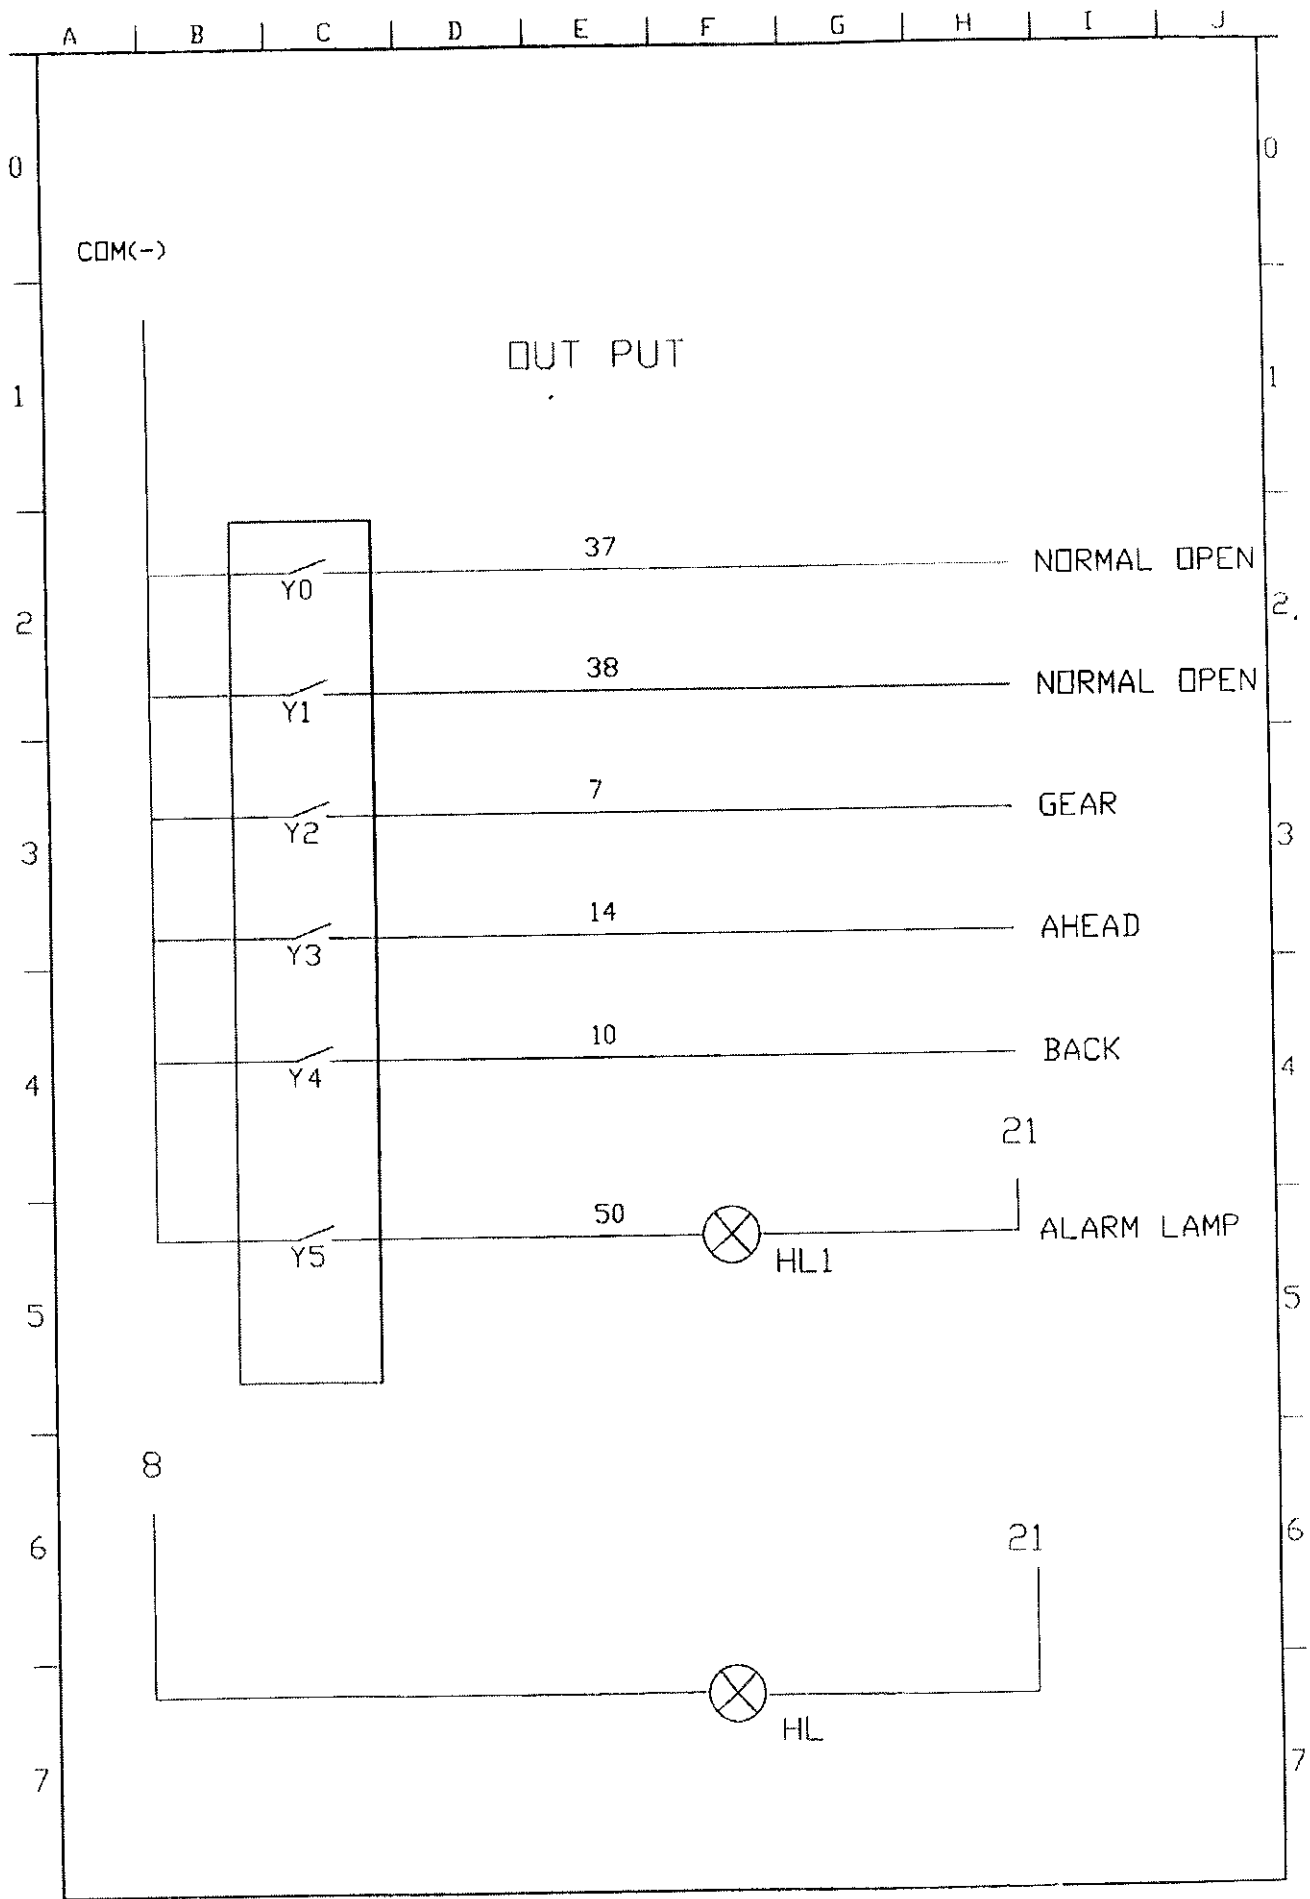 A B C D E F G H I J
0 0
COM(-)
OUT PUT
1 1
37 NORMAL OPEN
Y0
2 2.
38 NORMAL OPEN
Y1
7 GEAR
Y2
3 3
14 AHEAD
Y3
10 BACK
Y4
4 4
21
50 ALARM LAMP
Y5 HL1
5 5
8
21
6 6
HL
7 7